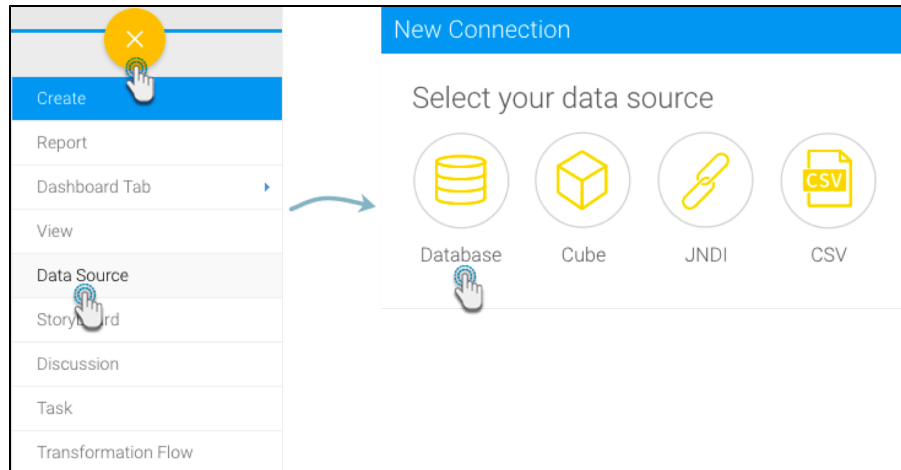 Create
Report
Dashboard Tab
View
Data Source
Discussion
Task
Transformation Flow
New Connection
Select your data source
CSV
Database Cube JNDI CSV